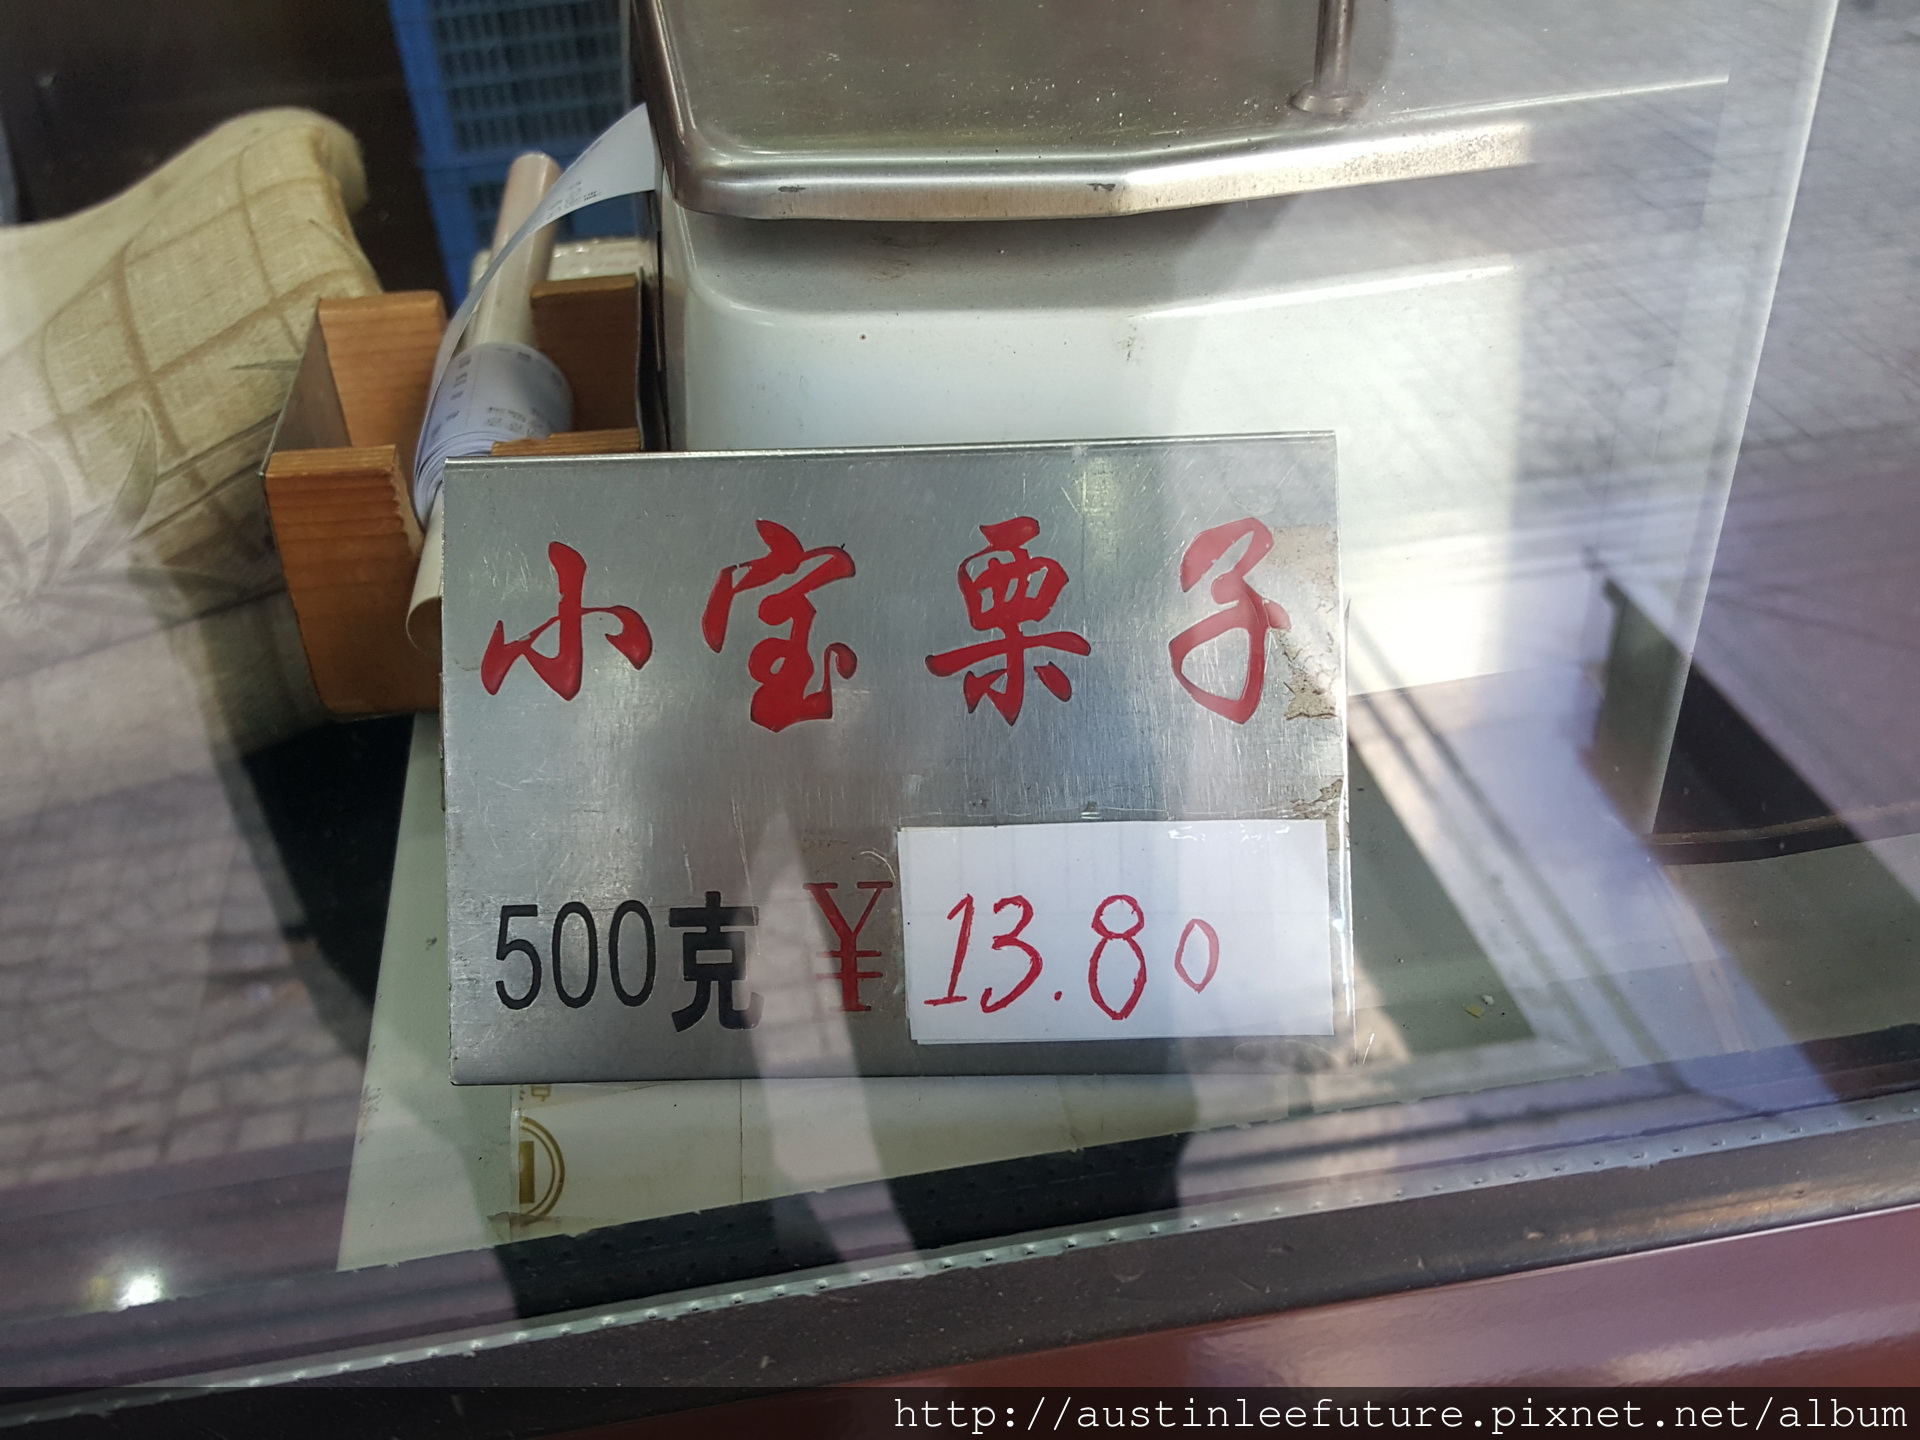 小宝栗子
500克 ¥ 13.80
http://austinleefuture.pixnet.net/album